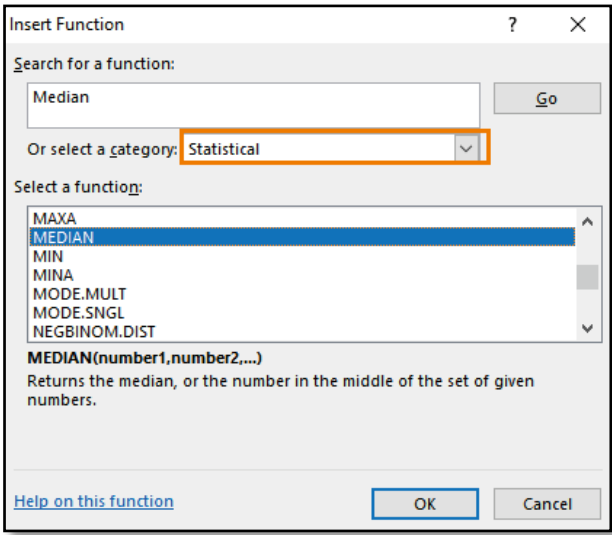 Insert Function ? ×
Search for a function:
Median
Go
Or select a category: Statistical
Select a function:
MAXA
MEDIAN
MIN
MINA
MODE.MULT
MODE.SNGL
NEGBINOM.DIST
MEDIAN(number1,number2,...)
Returns the median, or the number in the middle of the set of given
numbers.
Help on this function
OK
Cancel